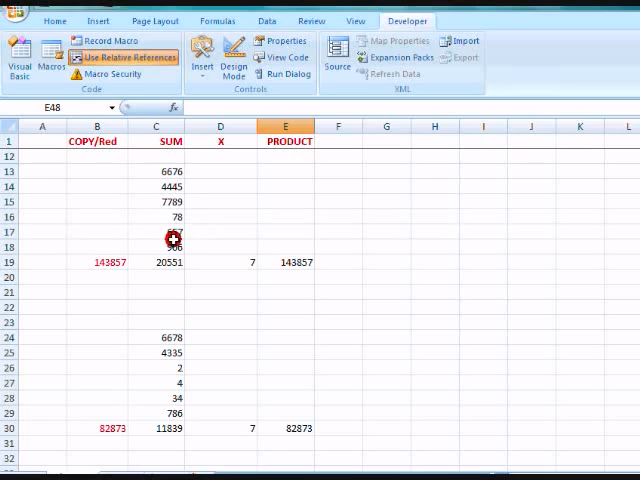 Home Insert Page Layout Formulas Data Review View Developer
Visual Basic
Macros
Record Macro
Use Relative References
Macro Security
Code
Insert
Design Mode
Properties
View Code
Run Dialog
Controls
Source
Map Properties
Expansion Packs
Refresh Data
Import
Export
XML
E48 fx
A B C D E F G H I J K L
1 COPY/Red SUM X PRODUCT
12
13 6676
14 4445
15 7789
16 78
17
18
19 143857 20551 7 143857
20
21
22
23
24 6678
25 4335
26 2
27 4
28 34
29 786
30 82873 11839 7 82873
31
32